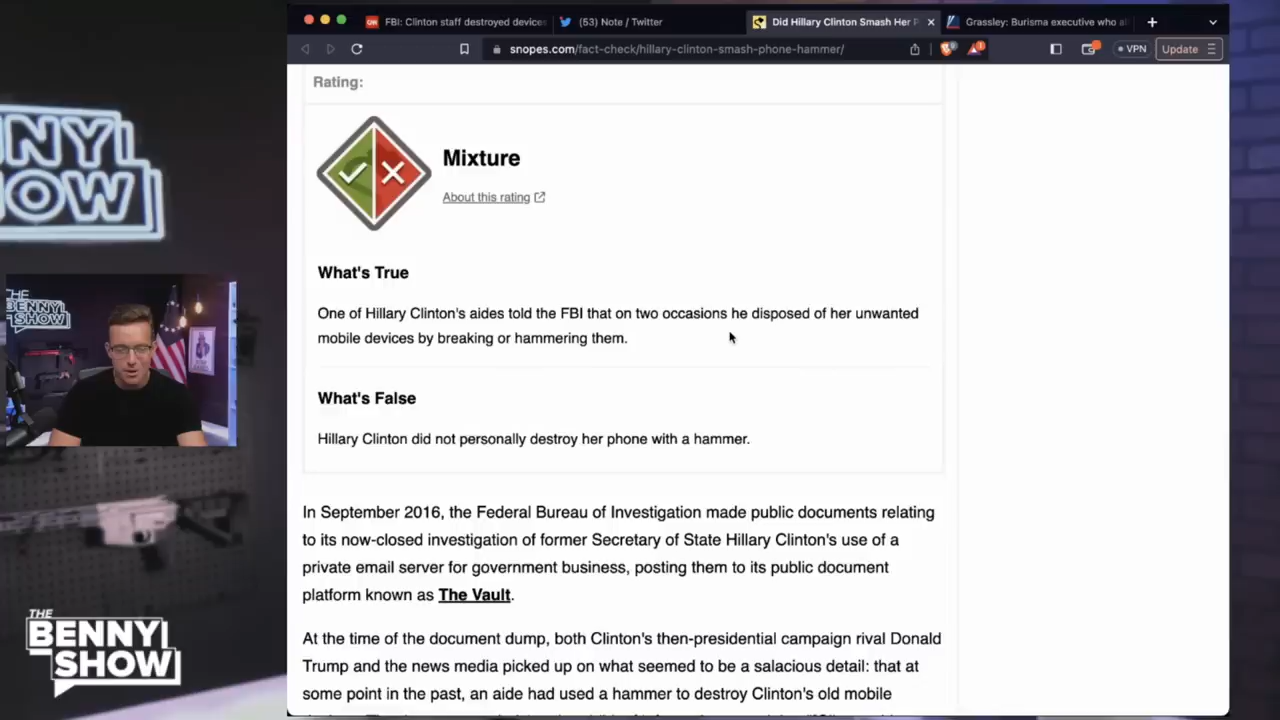 FBI: Clinton staff destroyed devices
(53) Note / Twitter
Did Hillary Clinton Smash Her P
Grassley: Burisma executive who al
snopes.com/fact-check/hillary-clinton-smash-phone-hammer/
VPN
Update
Rating:
Mixture
About this rating
What's True
One of Hillary Clinton's aides told the FBI that on two occasions he disposed of her unwanted
mobile devices by breaking or hammering them.
What's False
Hillary Clinton did not personally destroy her phone with a hammer.
In September 2016, the Federal Bureau of Investigation made public documents relating
to its now-closed investigation of former Secretary of State Hillary Clinton's use of a
private email server for government business, posting them to its public document
platform known as The Vault.
At the time of the document dump, both Clinton's then-presidential campaign rival Donald
Trump and the news media picked up on what seemed to be a salacious detail: that at
some point in the past, an aide had used a hammer to destroy Clinton's old mobile
NNY
OW
THE
BENNY
SHOW
THE
BENNY
SHOW